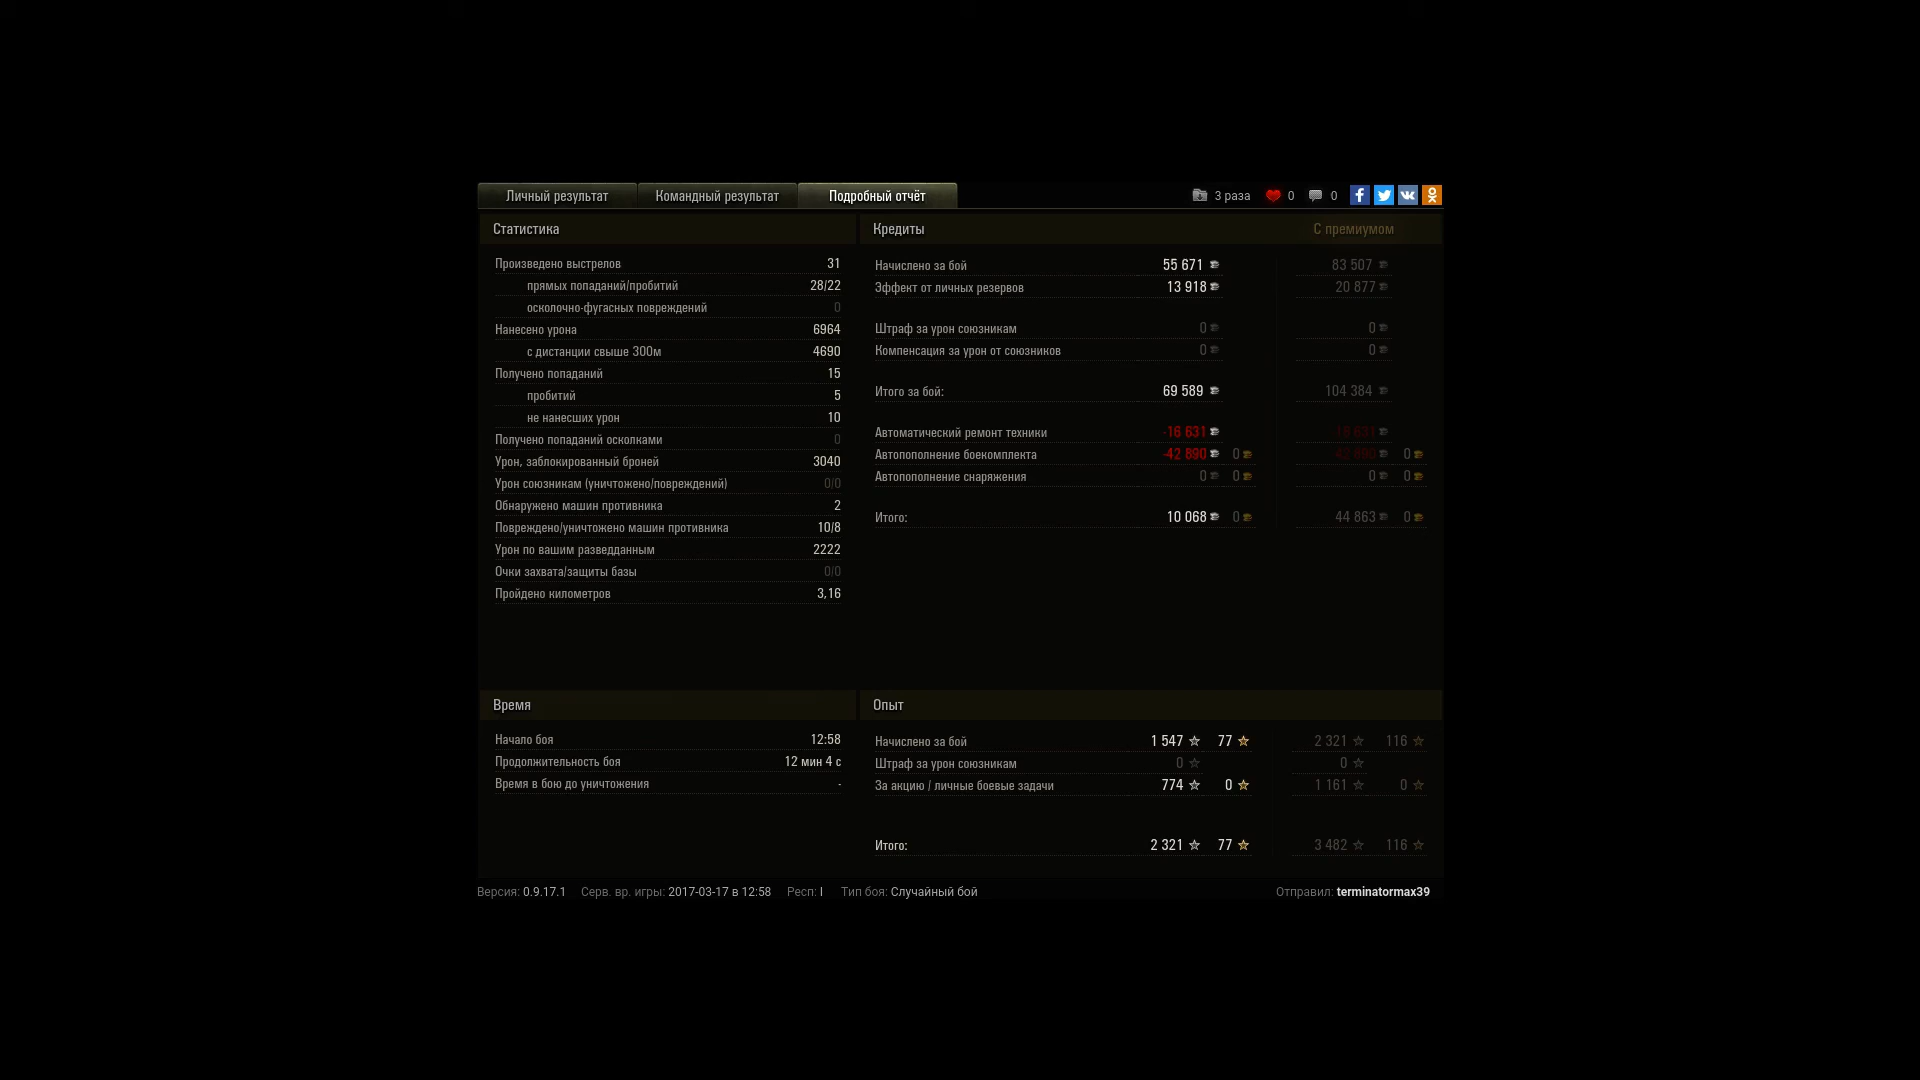 Личный результат Командный результат Подробный отчёт 3 раза 0 0
Статистика
Произведено выстрелов 31
прямых попаданий/пробитий 28/22
осколочно-фугасных повреждений 0
Нанесено урона 6964
с дистанции свыше 300м 4690
Получено попаданий 15
пробитий 5
не нанесших урон 10
Получено попаданий осколками 0
Урон, заблокированный броней 3040
Урон союзникам (уничтожено/повреждений) 0/0
Обнаружено машин противника 2
Повреждено/уничтожено машин противника 10/8
Урон по вашим разведданным 2222
Очки захвата/защиты базы 0/0
Пройдено километров 3,16
Кредиты С премиумом
Начислено за бой 55 671 83 507
Эффект от личных резервов 13 918 20 877
Штраф за урон союзникам 0 0
Компенсация за урон от союзников 0 0
Итого за бой: 69 589 104 384
Автоматический ремонт техники -16 631 -16 631
Автопополнение боекомплекта -42 890 0 -42 890 0
Автопополнение снаряжения 0 0 0 0
Итого: 10 068 0 44 863 0
Время
Начало боя 12:58
Продолжительность боя 12 мин 4 с
Время в бою до уничтожения -
Опыт
Начислено за бой 1 547 77 2 321 116
Штраф за урон союзникам 0 0
За акцию / личные боевые задачи 774 0 1 161 0
Итого: 2 321 77 3 482 116
Версия: 0.9.17.1 Серв. вр. игры: 2017-03-17 в 12:58 Респ: I Тип боя: Случайный бой Отправил: terminatormax39